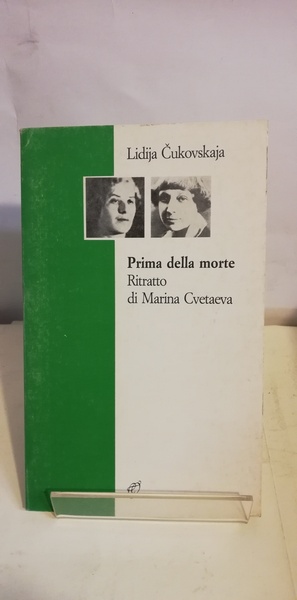 Lidija Čukovskaja
Prima della morte
Ritratto
di Marina Cvetaeva